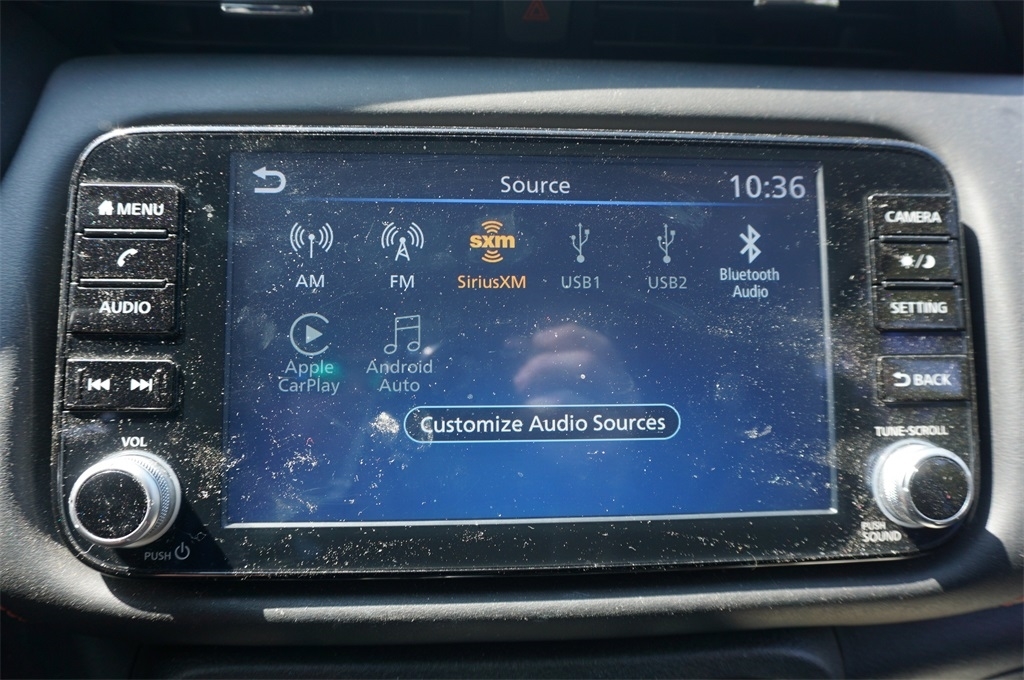 Source
10:36
MENU
AUDIO
VOL
PUSH
AM
FM
sxm
SiriusXM
USB1
USB2
Bluetooth
Audio
Apple
CarPlay
Android
Auto
Customize Audio Sources
CAMERA
SETTING
BACK
TUNE·SCROLL
PUSH
SOUND